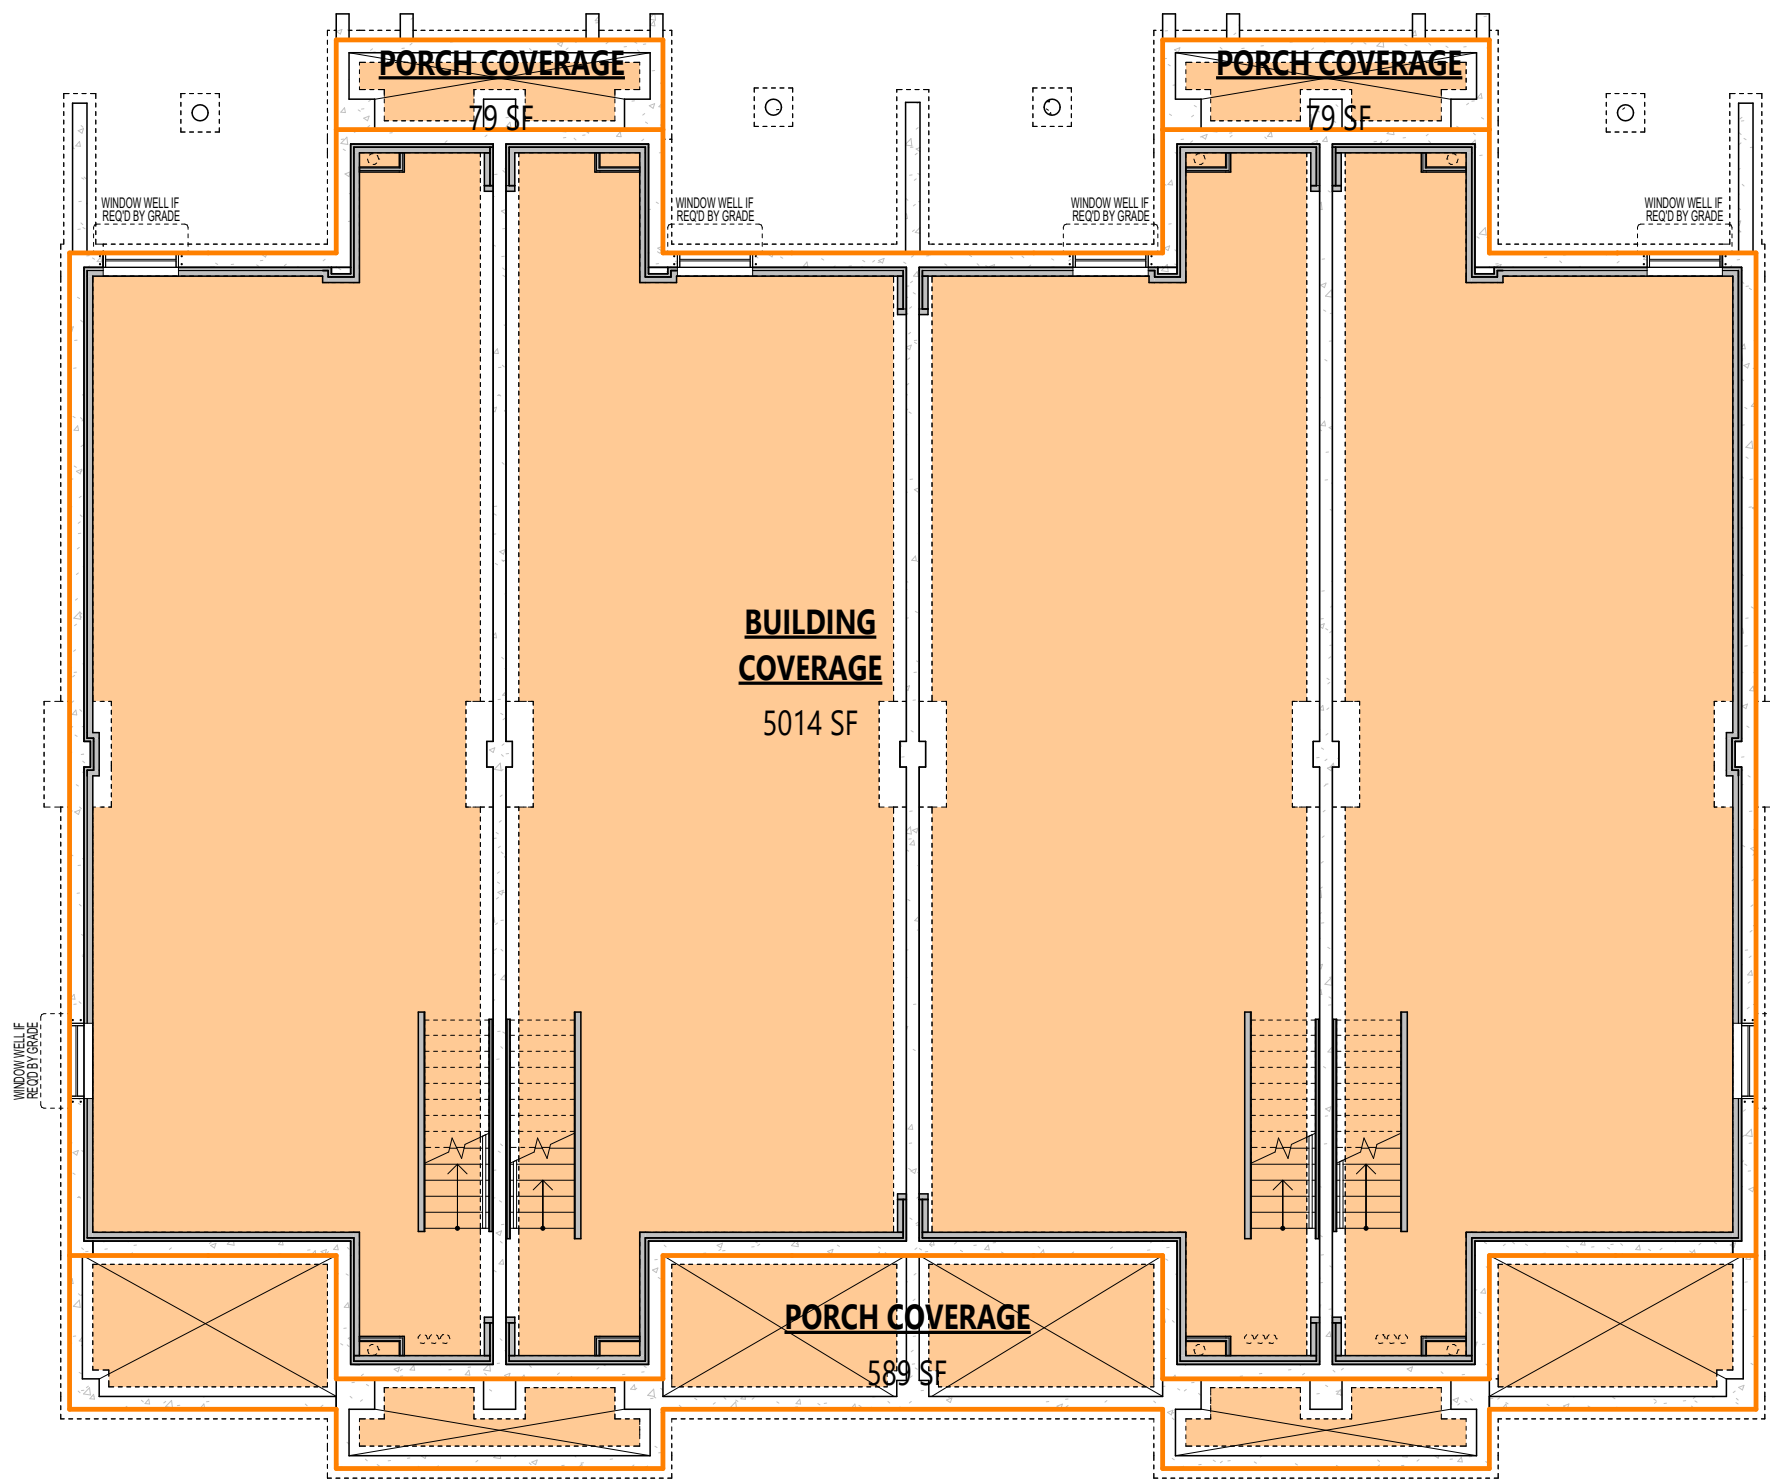 PORCH COVERAGE
79 SF
PORCH COVERAGE
79 SF
WINDOW WELL IF
REQ'D BY GRADE
WINDOW WELL IF
REQ'D BY GRADE
WINDOW WELL IF
REQ'D BY GRADE
WINDOW WELL IF
REQ'D BY GRADE
BUILDING
COVERAGE
5014 SF
WINDOW WELL IF
REQ'D BY GRADE
PORCH COVERAGE
589 SF